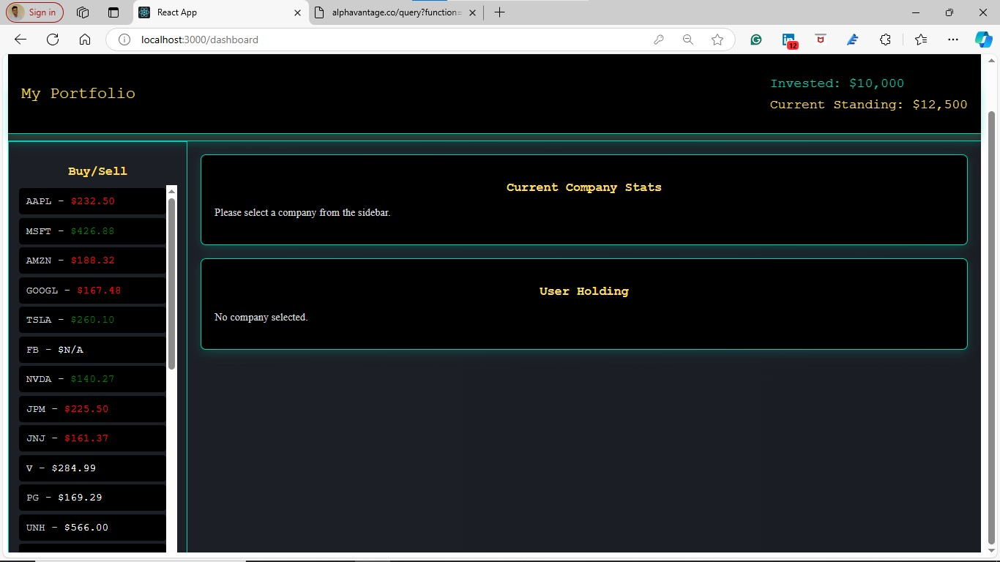 Sign in
React App
alphavantage.co/query?function=
localhost:3000/dashboard
12
My Portfolio
Invested: $10,000
Current Standing: $12,500
Buy/Sell
AAPL - $232.50
MSFT - $426.88
AMZN - $188.32
GOOGL - $167.48
TSLA - $260.10
FB - $N/A
NVDA - $140.27
JPM - $225.50
JNJ - $161.37
V - $284.99
PG - $169.29
UNH - $566.00
Current Company Stats
Please select a company from the sidebar.
User Holding
No company selected.